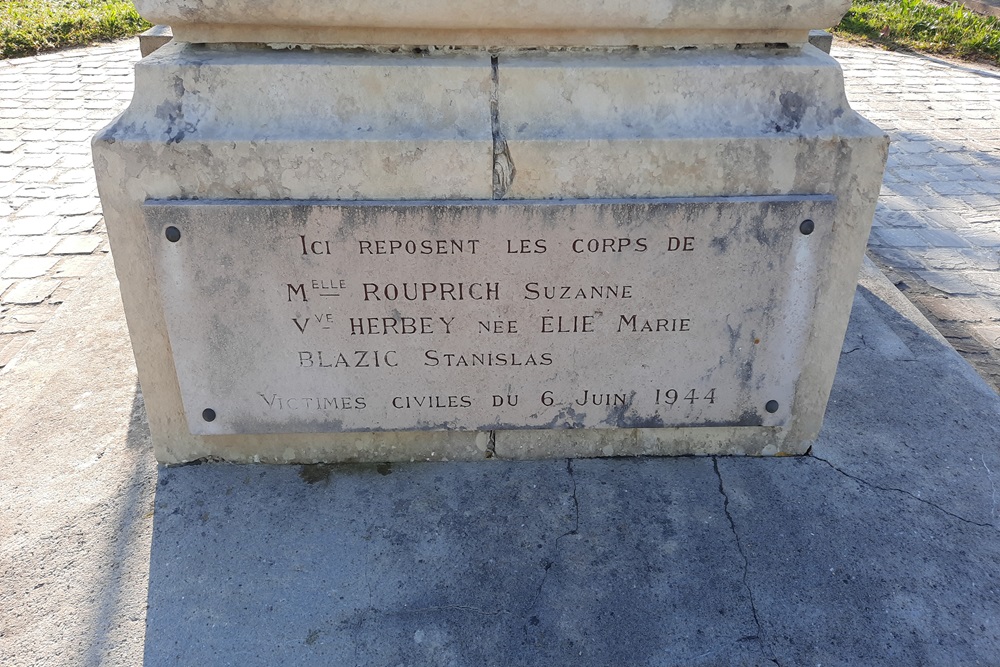 Ici reposent les corps de
Melle ROUPRICH Suzanne
Vve HERBEY née ÉLIE Marie
BLAZIC Stanislas
Victimes civiles du 6 Juin 1944